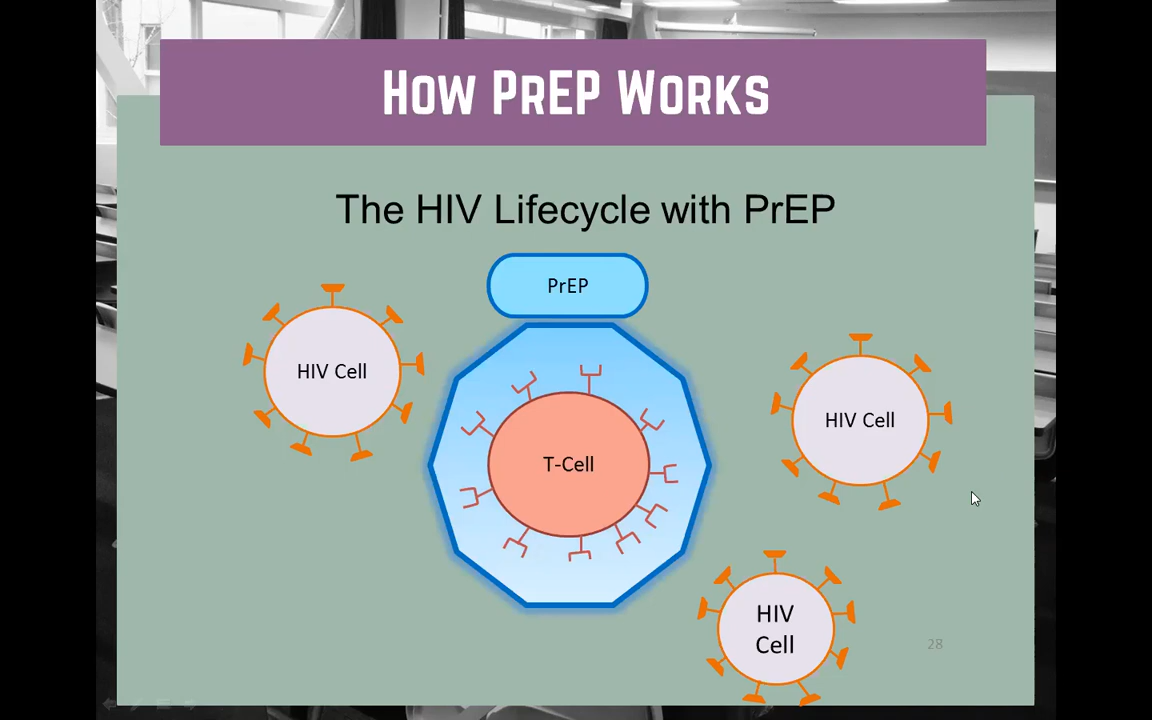 How PrEP Works
The HIV Lifecycle with PrEP
PrEP
HIV Cell
HIV Cell
T-Cell
HIV
Cell
28